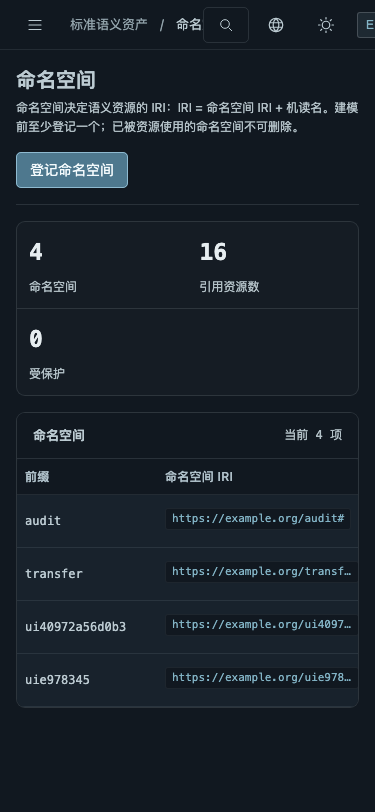 标准语义资产 / 命名
E
命名空间
命名空间决定语义资源的 IRI：IRI = 命名空间 IRI + 机读名。建模
前至少登记一个；已被资源使用的命名空间不可删除。
登记命名空间
4
命名空间
16
引用资源数
0
受保护
命名空间
当前 4 项
前缀 命名空间 IRI
audit https://example.org/audit#
transfer https://example.org/transf…
ui40972a56d0b3 https://example.org/ui4097…
uie978345 https://example.org/uie978…